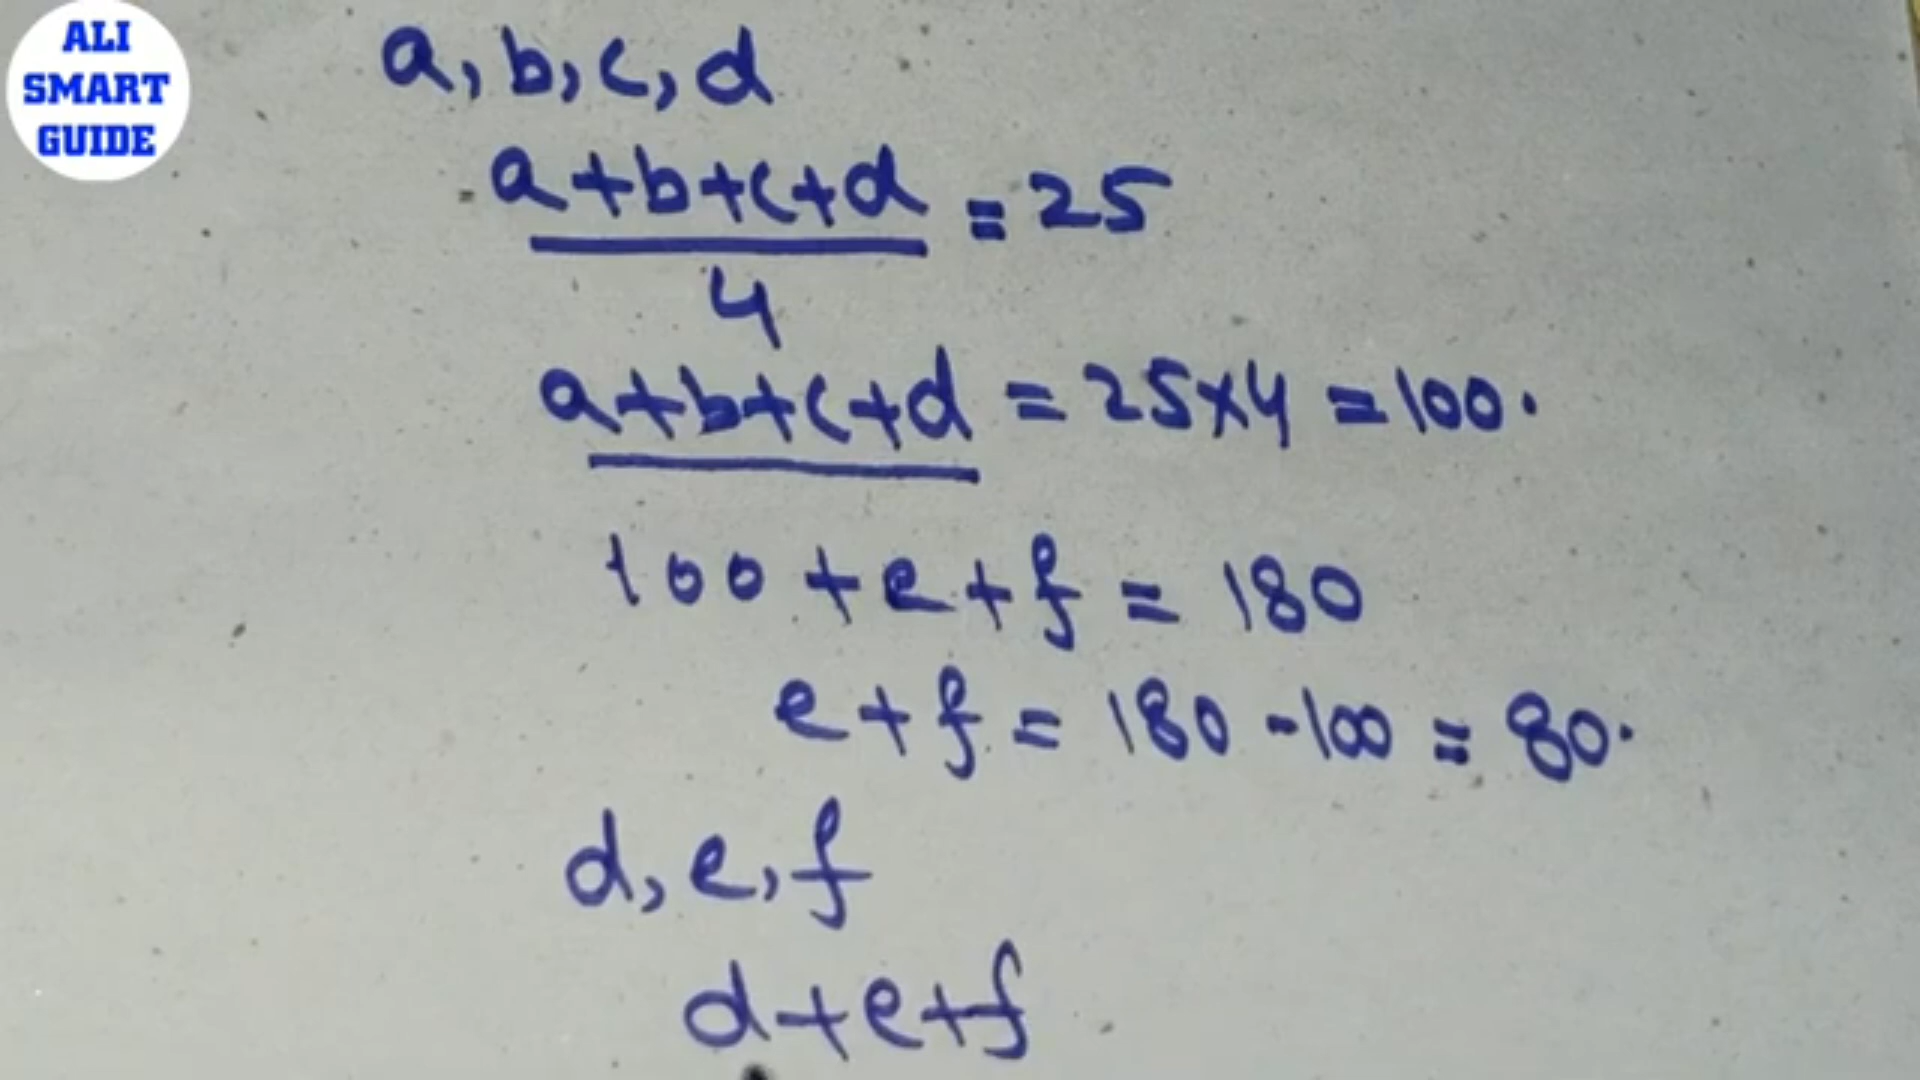 ALI
SMART
GUIDE
a, b, c, d
a+b+c+d = 25
4
a+b+c+d = 25×4 = 100.
100 + e + f = 180
e + f = 180 - 100 = 80.
d, e, f
d+e+f